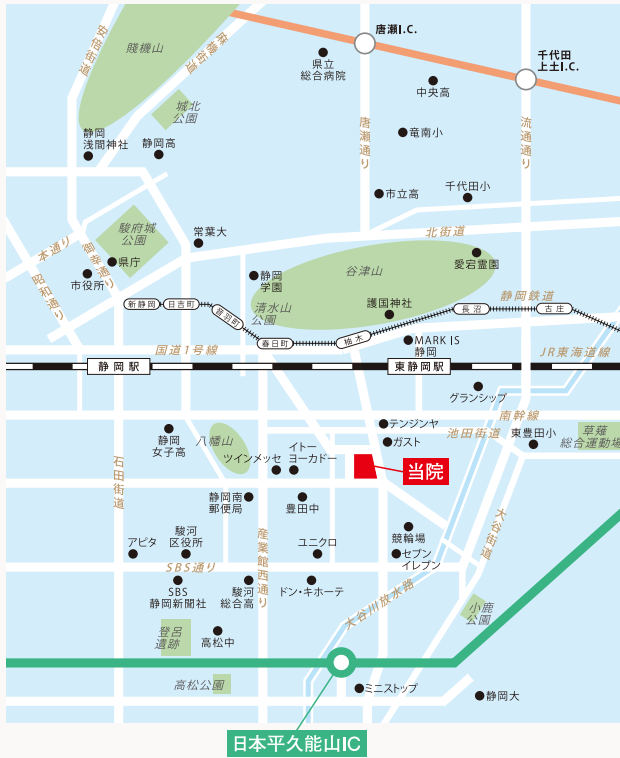 安倍街道
賤機山
麻機街道
唐瀬I.C.
県立
総合病院
千代田
上土I.C.
中央高
城北
公園
唐瀬通り
流通通り
竜南小
静岡
浅間神社
静岡高
市立高
千代田小
本通り
御幸通り
昭和通り
駿府城
公園
県庁
市役所
常葉大
北街道
愛宕霊園
谷津山
静岡
学園
清水山
公園
護国神社
静岡鉄道
新静岡
日吉町
音羽町
春日町
柚木
長沼
古庄
MARK IS
静岡
国道1号線
JR東海道線
静岡駅
東静岡駅
グランシップ
南幹線
池田街道
東豊田小
草薙
総合運動場
テンジンヤ
ガスト
静岡
女子高
八幡山
イトー
ヨーカドー
ツインメッセ
当院
石田街道
静岡南
郵便局
豊田中
産業館西通り
大谷街道
競輪場
駿河
区役所
アピタ
ユニクロ
セブン
イレブン
SBS通り
SBS
静岡新聞社
駿河
総合高
ドン・キホーテ
大谷川放水路
小鹿
公園
登呂
遺跡
高松中
高松公園
ミニストップ
静岡大
日本平久能山IC